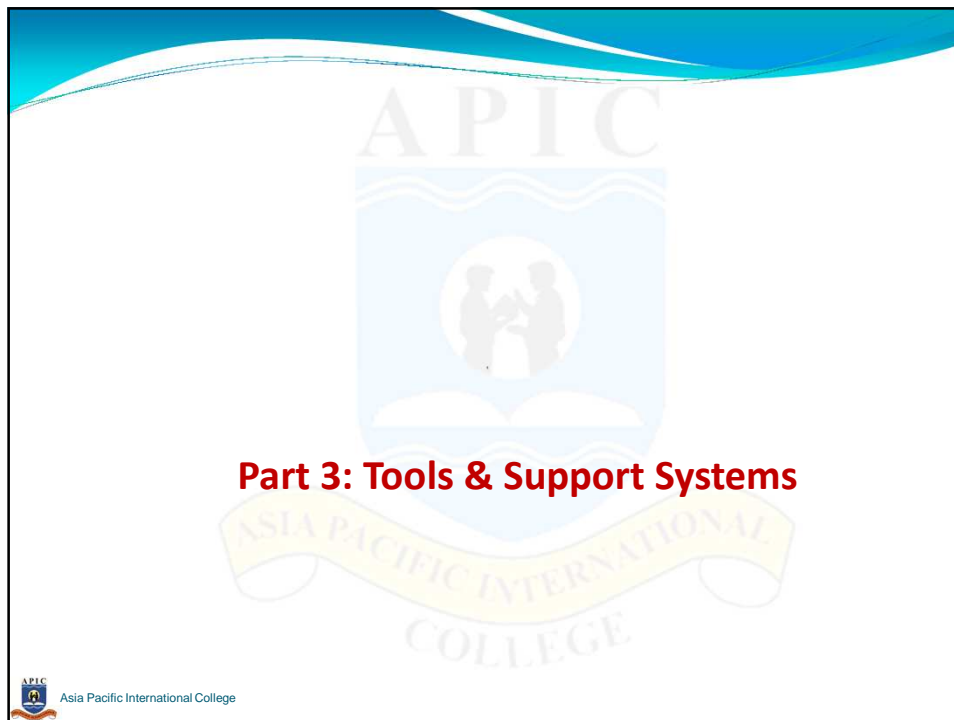 APIC
Part 3: Tools & Support Systems
ASIA PACIFIC INTERNATIONAL
COLLEGE
APIC
Asia Pacific International College